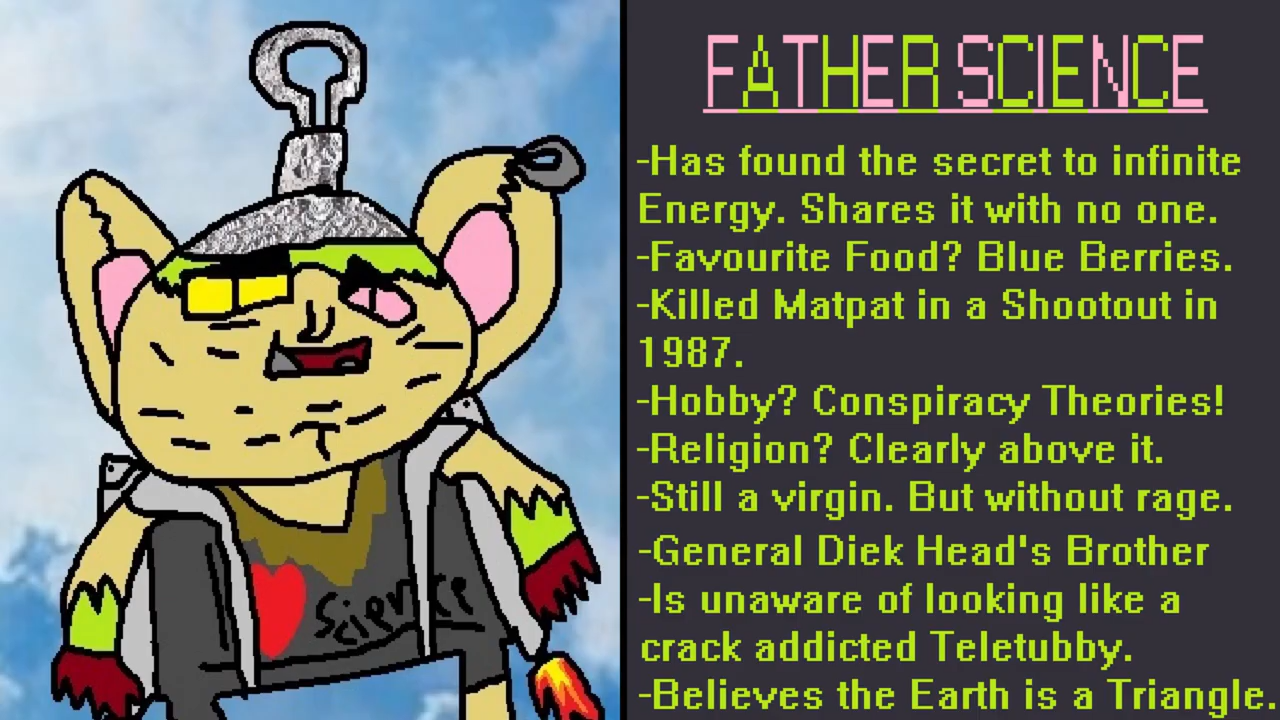 FATHER SCIENCE
-Has found the secret to infinite
Energy. Shares it with no one.
-Favourite Food? Blue Berries.
-Killed Matpat in a Shootout in
1987.
-Hobby? Conspiracy Theories!
-Religion? Clearly above it.
-Still a virgin. But without rage.
-General Diek Head's Brother
-Is unaware of looking like a
crack addicted Teletubby.
-Believes the Earth is a Triangle.
Science